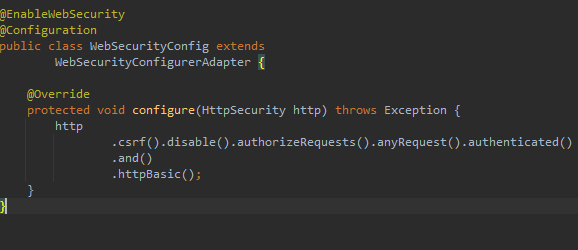 @EnableWebSecurity
@Configuration
public class WebSecurityConfig extends
        WebSecurityConfigurerAdapter {

    @Override
    protected void configure(HttpSecurity http) throws Exception {
        http
                .csrf().disable().authorizeRequests().anyRequest().authenticated()
                .and()
                .httpBasic();
    }
}